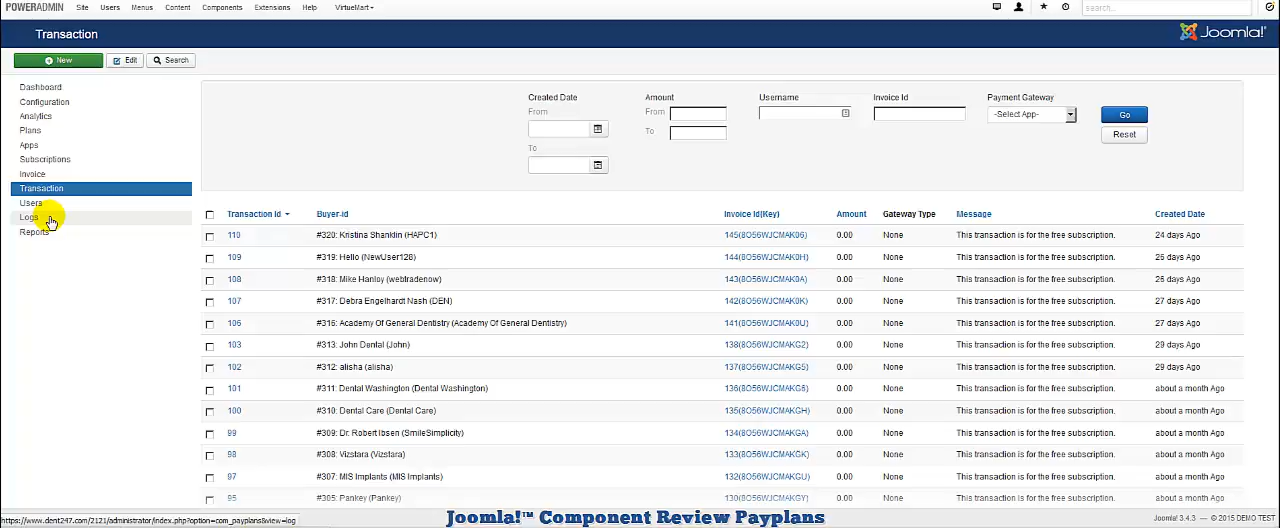 POWERADMIN Site Users Menus Content Components Extensions Help VirtueMart search...
Transaction Joomla!™
New Edit Search
Dashboard
Configuration
Analytics
Plans
Apps
Subscriptions
Invoice
Transaction
Users
Logs
Reports
Created Date Amount Username Invoice Id Payment Gateway
From From -Select App- Go
To To Reset
Transaction Id Buyer-id Invoice Id(Key) Amount Gateway Type Message Created Date
110 #320: Kristina Shanklin (HAPC1) 145(8O56WJCMAK06) 0.00 None This transaction is for the free subscription. 24 days Ago
109 #319: Hello (NewUser128) 144(8O56WJCMAK0H) 0.00 None This transaction is for the free subscription. 25 days Ago
108 #318: Mike Hanloy (webtradenow) 143(8O56WJCMAK0A) 0.00 None This transaction is for the free subscription. 26 days Ago
107 #317: Debra Engelhardt Nash (DEN) 142(8O56WJCMAK0K) 0.00 None This transaction is for the free subscription. 27 days Ago
106 #316: Academy Of General Dentistry (Academy Of General Dentistry) 141(8O56WJCMAK0U) 0.00 None This transaction is for the free subscription. 27 days Ago
103 #313: John Dental (John) 138(8O56WJCMAKG2) 0.00 None This transaction is for the free subscription. 29 days Ago
102 #312: alisha (alisha) 137(8O56WJCMAKG5) 0.00 None This transaction is for the free subscription. 29 days Ago
101 #311: Dental Washington (Dental Washington) 136(8O56WJCMAKG6) 0.00 None This transaction is for the free subscription. about a month Ago
100 #310: Dental Care (Dental Care) 135(8O56WJCMAKGH) 0.00 None This transaction is for the free subscription. about a month Ago
99 #309: Dr. Robert Ibsen (SmileSimplicity) 134(8O56WJCMAKGA) 0.00 None This transaction is for the free subscription. about a month Ago
98 #308: Vizstara (Vizstara) 133(8O56WJCMAKGK) 0.00 None This transaction is for the free subscription. about a month Ago
97 #307: MIS Implants (MIS Implants) 132(8O56WJCMAKGU) 0.00 None This transaction is for the free subscription. about a month Ago
95 #305: Pankey (Pankey) 130(8O56WJCMAKGY) 0.00 None This transaction is for the free subscription. about a month Ago
https://www.dent247.com/2121/administrator/index.php?option=com_payplans&view=log
Joomla!™ Component Review Payplans
Joomla! 3.4.3 — © 2015 DEMO TEST